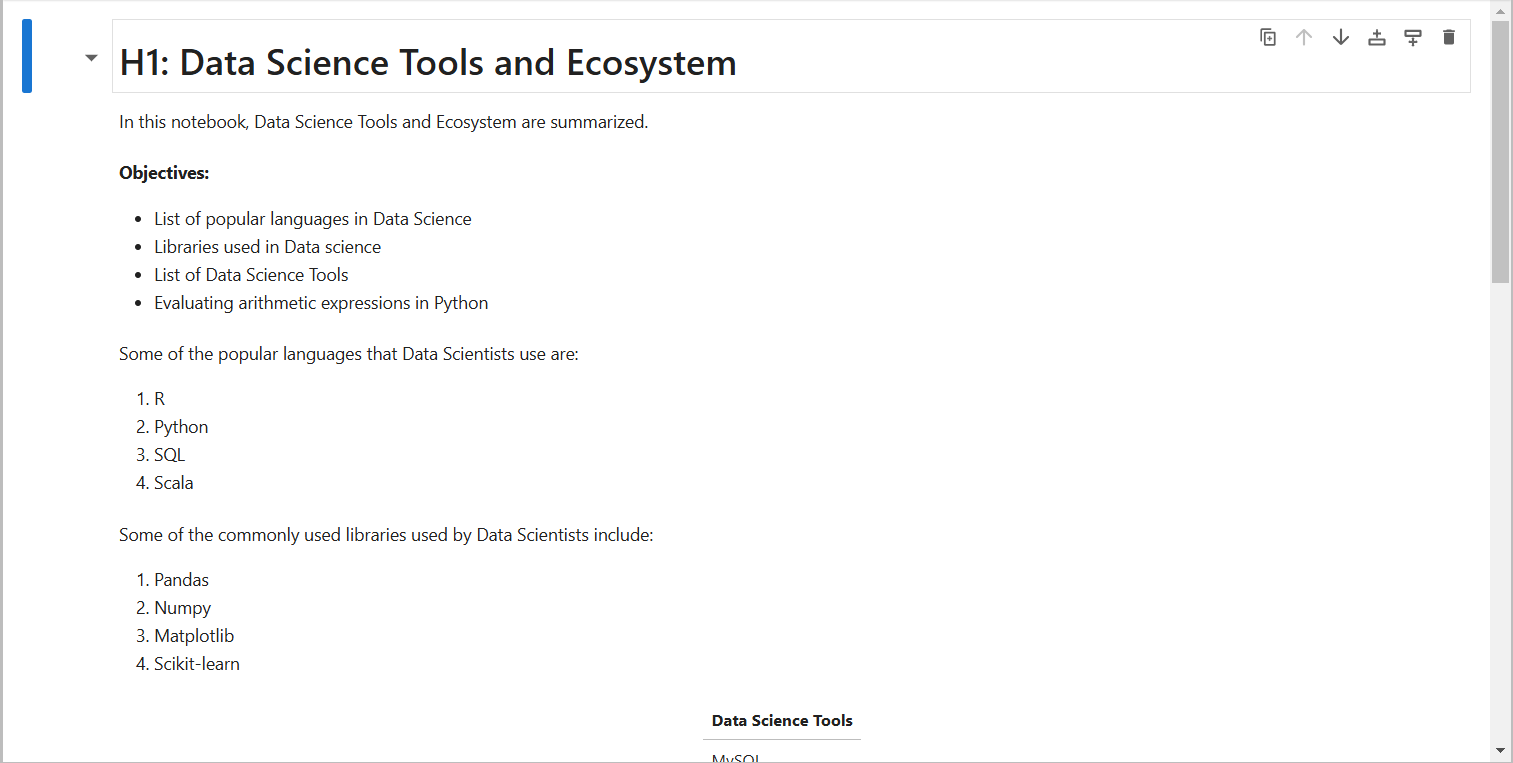 H1: Data Science Tools and Ecosystem
In this notebook, Data Science Tools and Ecosystem are summarized.
Objectives:
• List of popular languages in Data Science
• Libraries used in Data science
• List of Data Science Tools
• Evaluating arithmetic expressions in Python
Some of the popular languages that Data Scientists use are:
1. R
2. Python
3. SQL
4. Scala
Some of the commonly used libraries used by Data Scientists include:
1. Pandas
2. Numpy
3. Matplotlib
4. Scikit-learn
Data Science Tools
MySQL